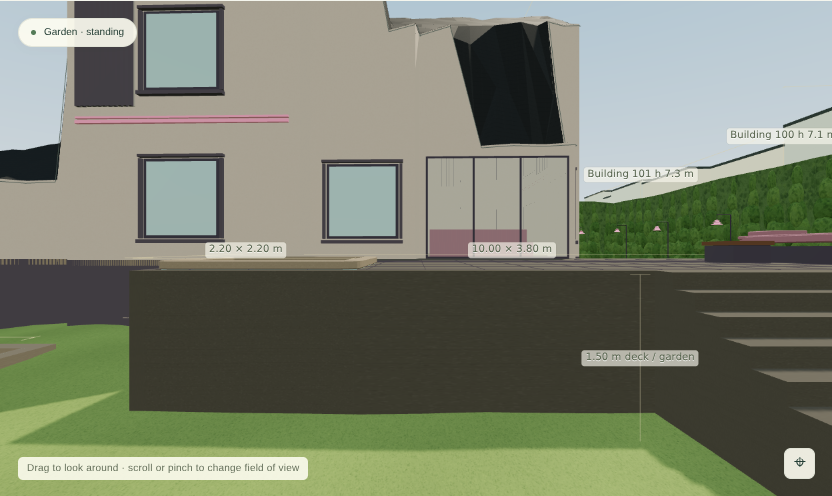 Garden · standing
Building 100 h 7.1 m
Building 101 h 7.3 m
2.20 × 2.20 m
10.00 × 3.80 m
1.50 m deck / garden
Drag to look around · scroll or pinch to change field of view